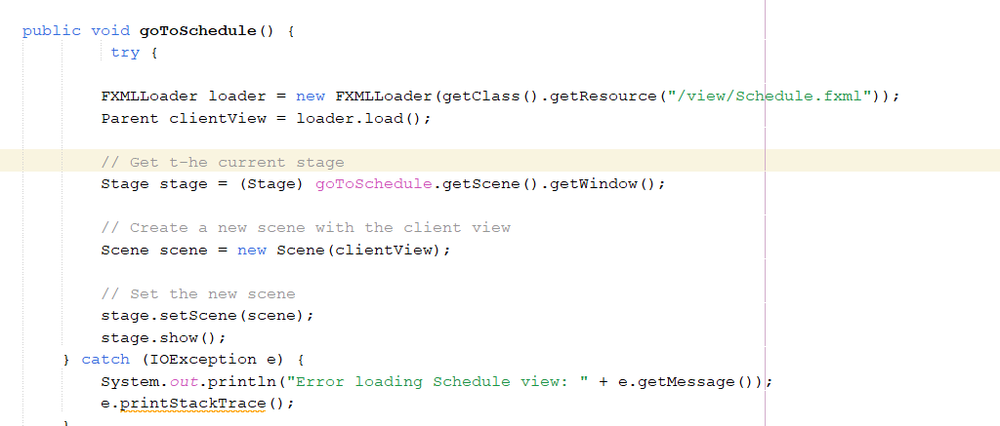 public void goToSchedule() {
try {
FXMLLoader loader = new FXMLLoader(getClass().getResource("/view/Schedule.fxml"));
Parent clientView = loader.load();
// Get t-he current stage
Stage stage = (Stage) goToSchedule.getScene().getWindow();
// Create a new scene with the client view
Scene scene = new Scene(clientView);
// Set the new scene
stage.setScene(scene);
stage.show();
} catch (IOException e) {
System.out.println("Error loading Schedule view: " + e.getMessage());
e.printStackTrace();
}